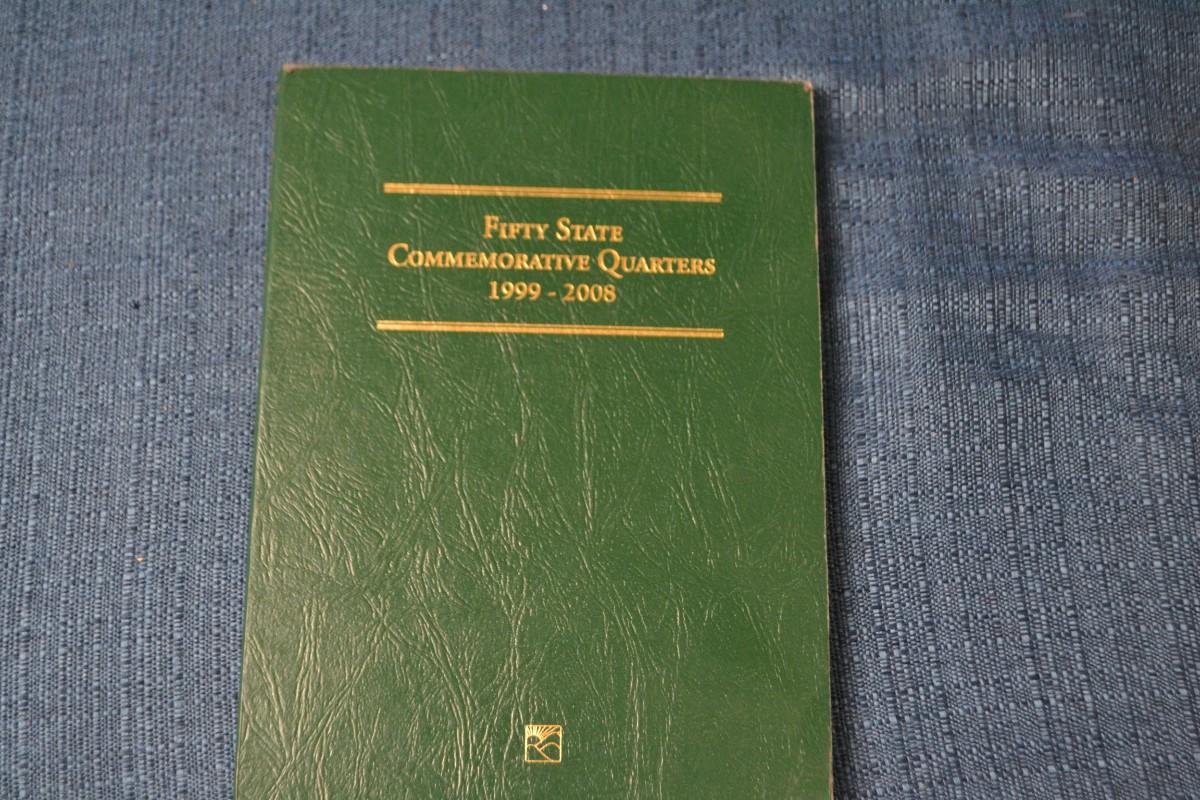 Fifty State
Commemorative Quarters
1999 - 2008